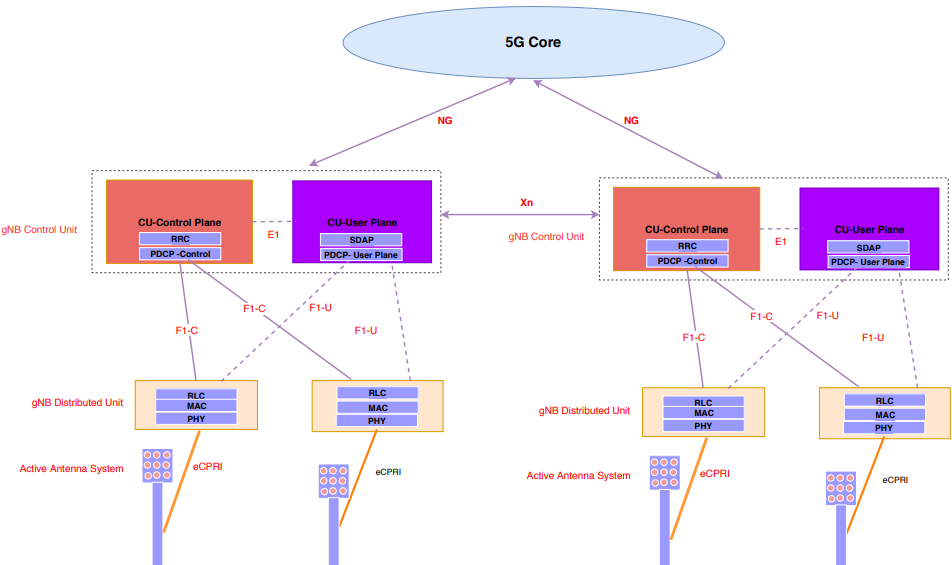 5G Core
NG
NG
CU-Control Plane
RRC
PDCP -Control
E1
CU-User Plane
SDAP
PDCP- User Plane
gNB Control Unit
Xn
CU-Control Plane
RRC
PDCP -Control
E1
CU-User Plane
SDAP
PDCP- User Plane
gNB Control Unit
F1-C
F1-C
F1-U
F1-U
F1-C
F1-C
F1-U
F1-U
gNB Distributed Unit
RLC
MAC
PHY
RLC
MAC
PHY
gNB Distributed Unit
RLC
MAC
PHY
RLC
MAC
PHY
Active Antenna System
eCPRI
eCPRI
Active Antenna System
eCPRI
eCPRI